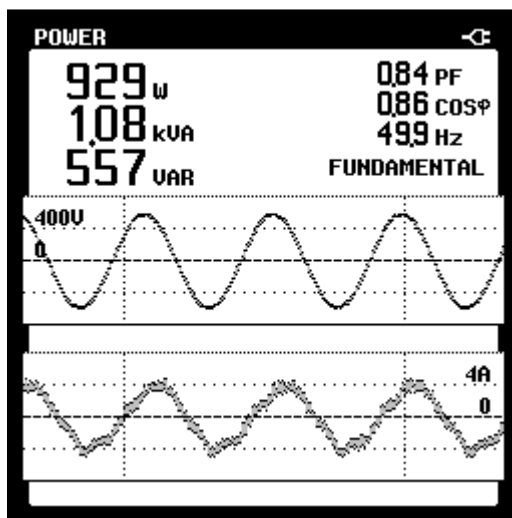 POWER
929 W
1.08 kVA
557 VAR
0.84 PF
0.86 COSφ
49.9 Hz
FUNDAMENTAL
400V
0
4A
0